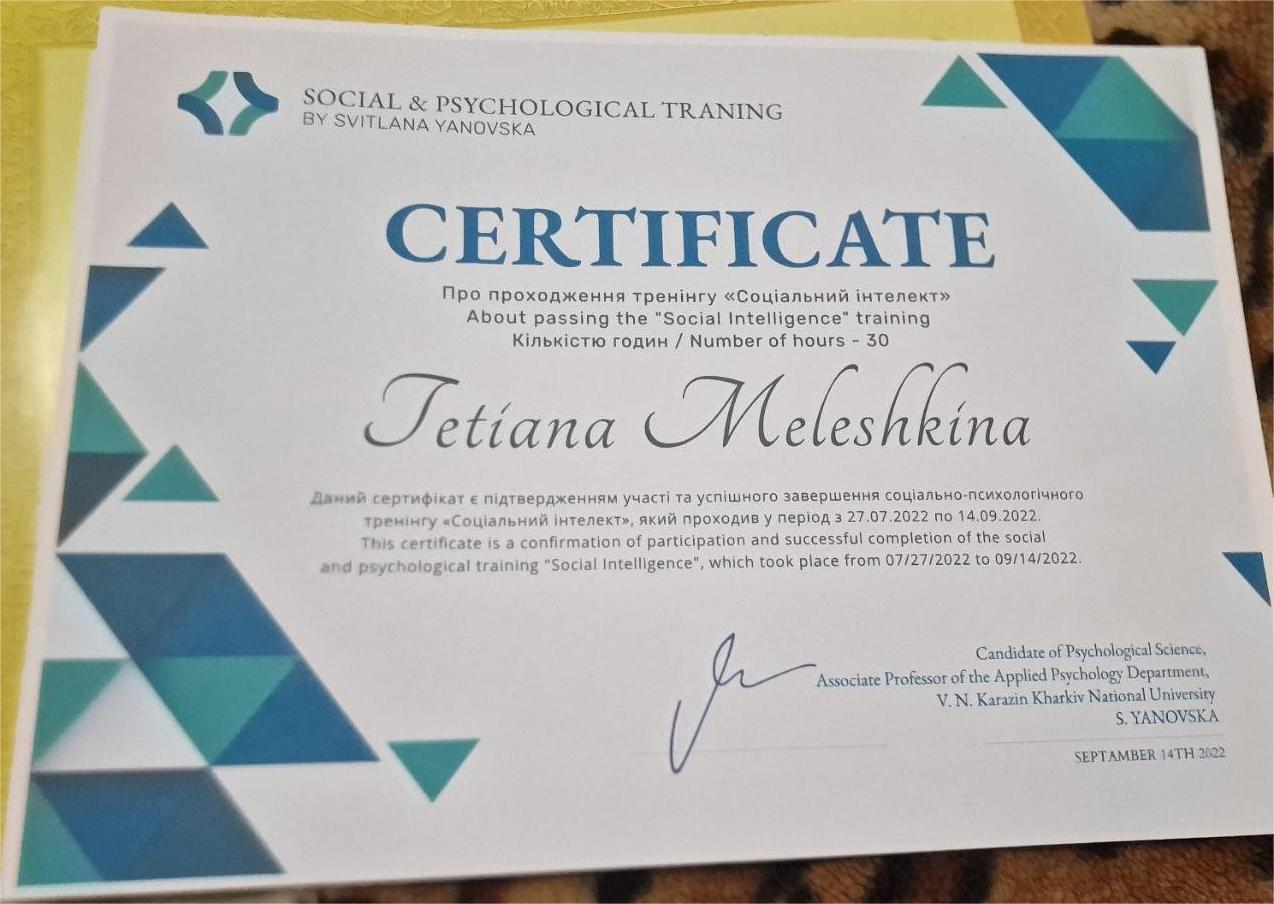 SOCIAL & PSYCHOLOGICAL TRANING
BY SVITLANA YANOVSKA
CERTIFICATE
Про проходження тренінгу «Соціальний інтелект»
About passing the "Social Intelligence" training
Кількістю годин / Number of hours - 30
Tetiana Meleshkina
Даний сертифікат є підтвердженням участі та успішного завершення соціально-психологічного
тренінгу «Соціальний інтелект», який проходив у період з 27.07.2022 по 14.09.2022.
This certificate is a confirmation of participation and successful completion of the social
and psychological training "Social Intelligence", which took place from 07/27/2022 to 09/14/2022.
Candidate of Psychological Science,
Associate Professor of the Applied Psychology Department,
V. N. Karazin Kharkiv National University
S. YANOVSKA
SEPTAMBER 14TH 2022